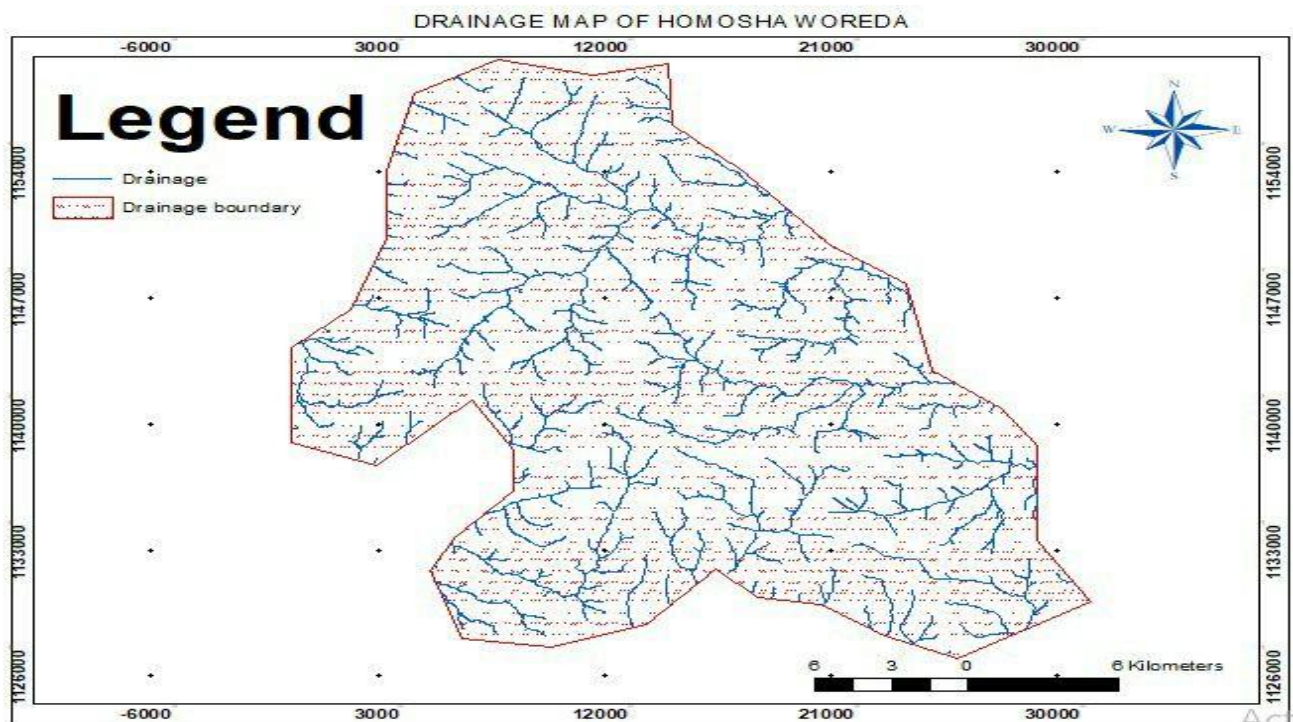 DRAINAGE MAP OF HOMOSHA WOREDA
-6000 3000 12000 21000 30000
Legend
N
W E
S
1154000 1154000
Drainage
Drainage boundary
1147000 1147000
1140000 1140000
1133000 1133000
6 3 0 6 Kilometers
1126000 1126000
-6000 3000 12000 21000 30000